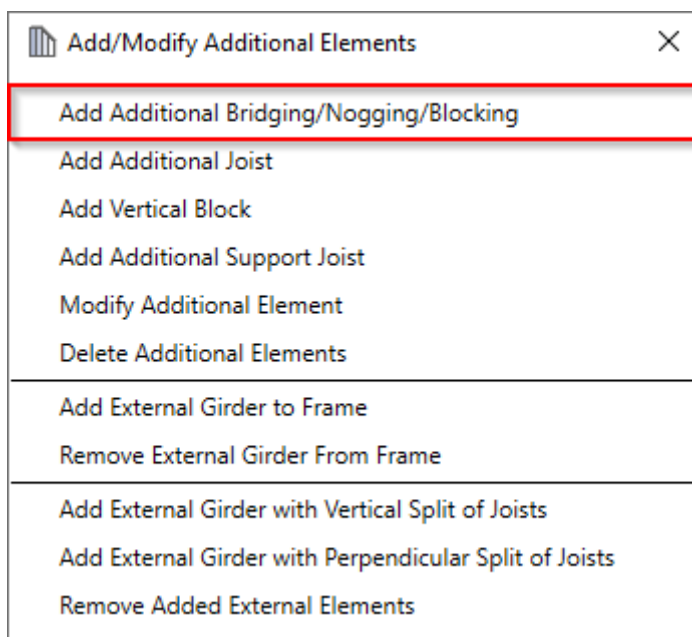 Add/Modify Additional Elements
Add Additional Bridging/Nogging/Blocking
Add Additional Joist
Add Vertical Block
Add Additional Support Joist
Modify Additional Element
Delete Additional Elements
Add External Girder to Frame
Remove External Girder From Frame
Add External Girder with Vertical Split of Joists
Add External Girder with Perpendicular Split of Joists
Remove Added External Elements